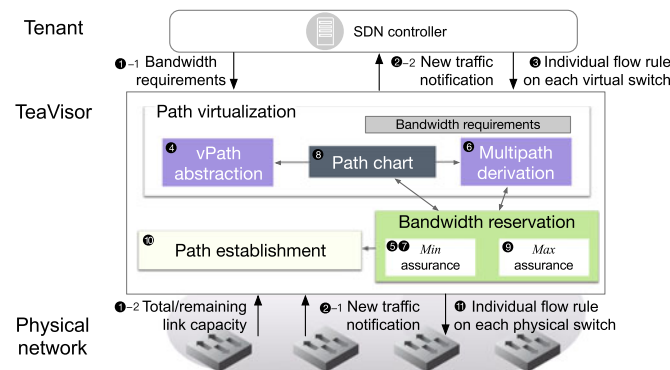 Tenant
SDN controller
❶-1 Bandwidth
requirements
❷-2 New traffic
notification
❸ Individual flow rule
on each virtual switch
TeaVisor
Path virtualization
Bandwidth requirements
❹ vPath
abstraction
❽ Path chart
❻ Multipath
derivation
Bandwidth reservation
❿ Path establishment
❺❼ Min
assurance
❾ Max
assurance
❶-2 Total/remaining
link capacity
❷-1 New traffic
notification
⓫ Individual flow rule
on each physical switch
Physical
network